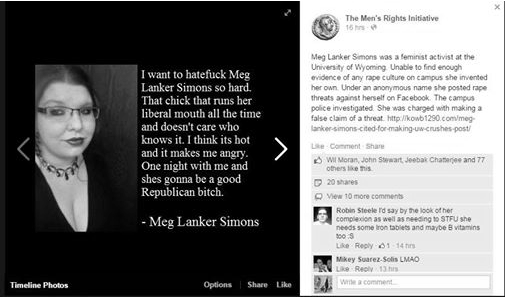 The Men's Rights Initiative
16 hrs ·
Meg Lanker Simons was a feminist activist at the
University of Wyoming. Unable to find enough
evidence of any rape culture on campus she invented
her own. Under an anonymous name she posted rape
threats against herself on Facebook. The campus
police investigated. She was charged with making a
false claim of a threat. http://kowb1290.com/meg-
lanker-simons-cited-for-making-uw-crushes-post/
Like · Comment · Share
Wil Moran, John Stewart, Jeebak Chatterjee and 77
others like this.
20 shares
View 10 more comments
Robin Steele I'd say by the look of her
complexion as well as needing to STFU she
needs some Iron tablets and maybe B vitamins
too :S
Like · Reply · 1 · 14 hrs
Mikey Suarez-Solis LMAO
Like · Reply · 13 hrs
Write a comment...
I want to hatefuck Meg
Lanker Simons so hard.
That chick that runs her
liberal mouth all the time
and doesn't care who
knows it. I think its hot
and it makes me angry.
One night with me and
shes gonna be a good
Republican bitch.
- Meg Lanker Simons
Timeline Photos
Options Share Like